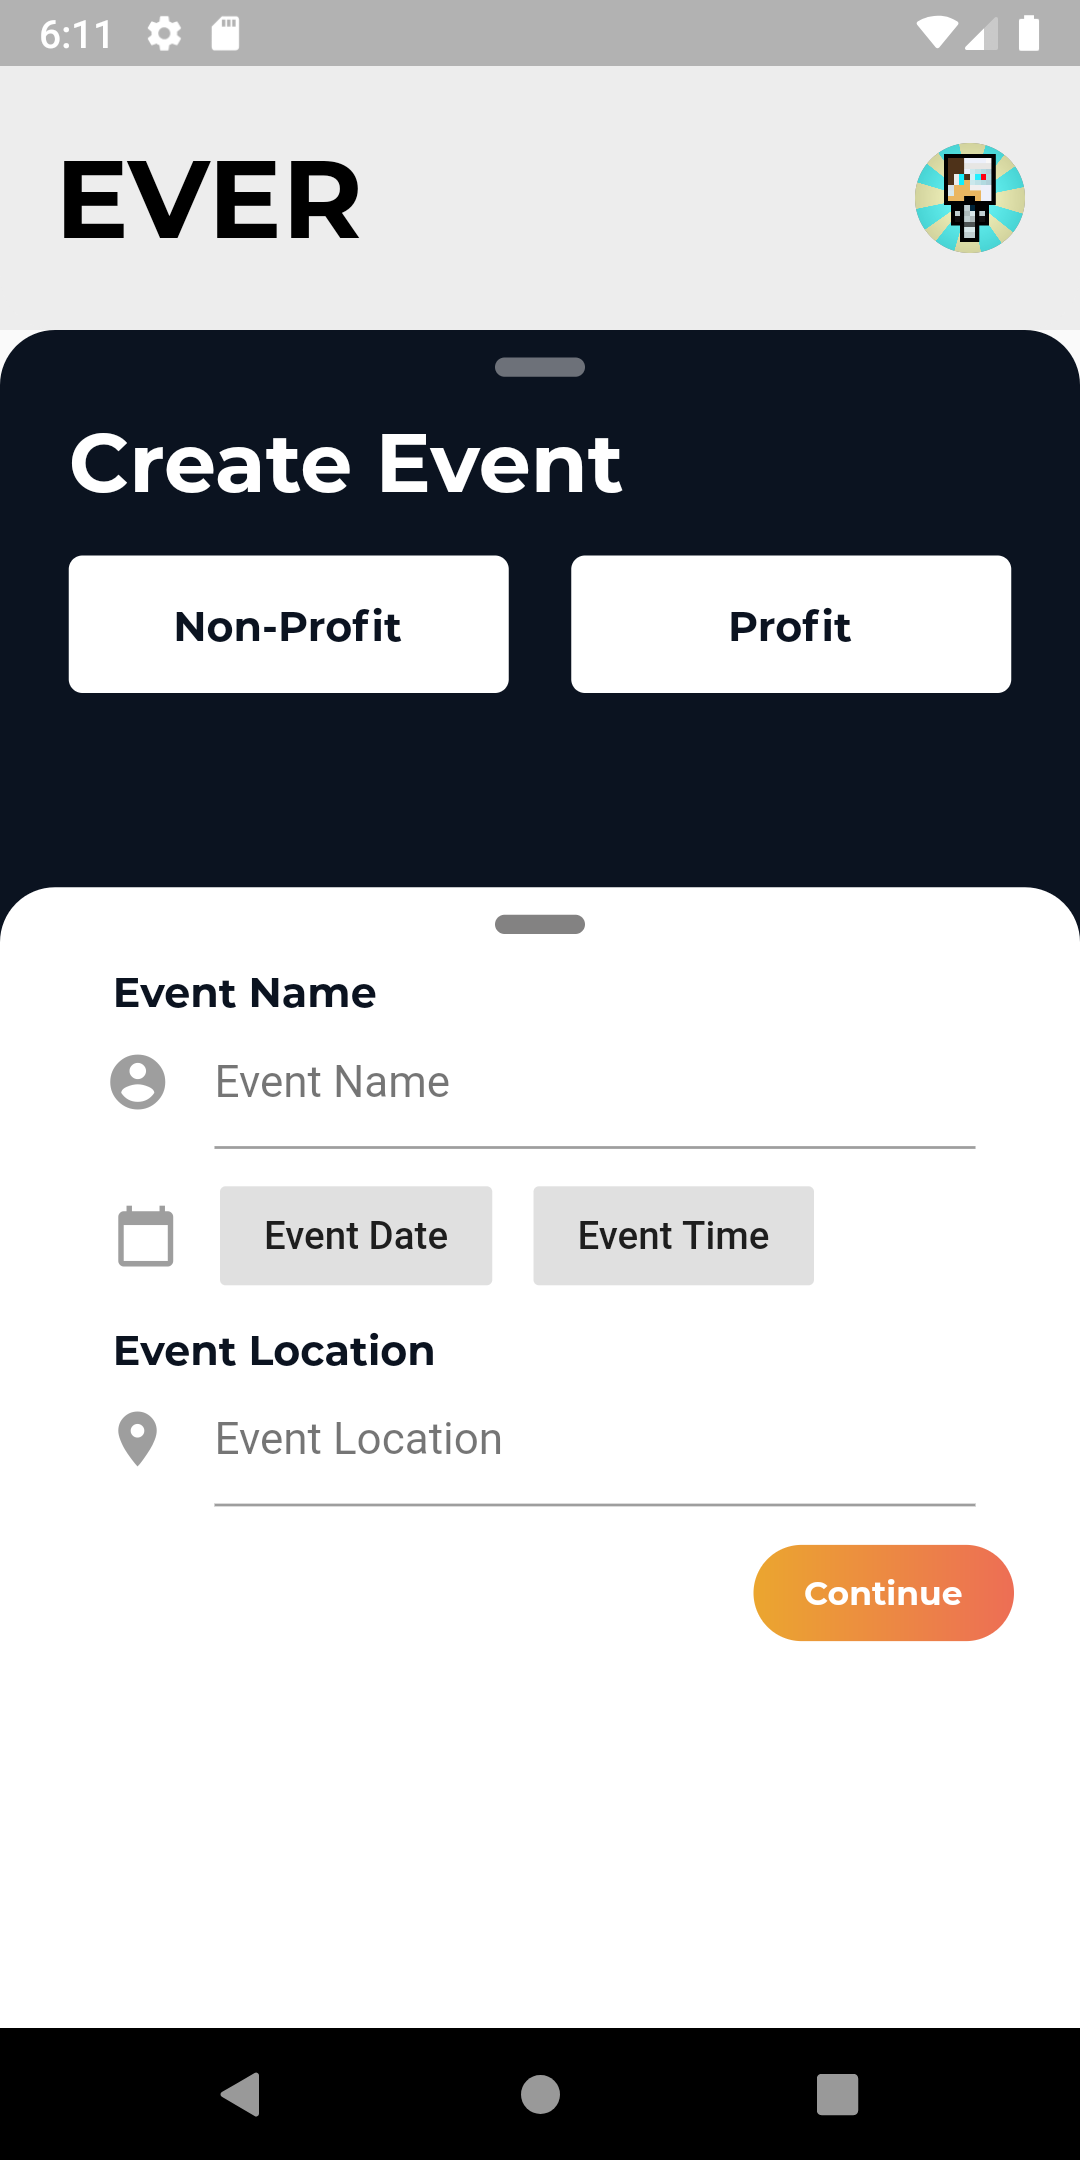 6:11
EVER
Create Event
Non-Profit
Profit
Event Name
Event Name
Event Date
Event Time
Event Location
Event Location
Continue